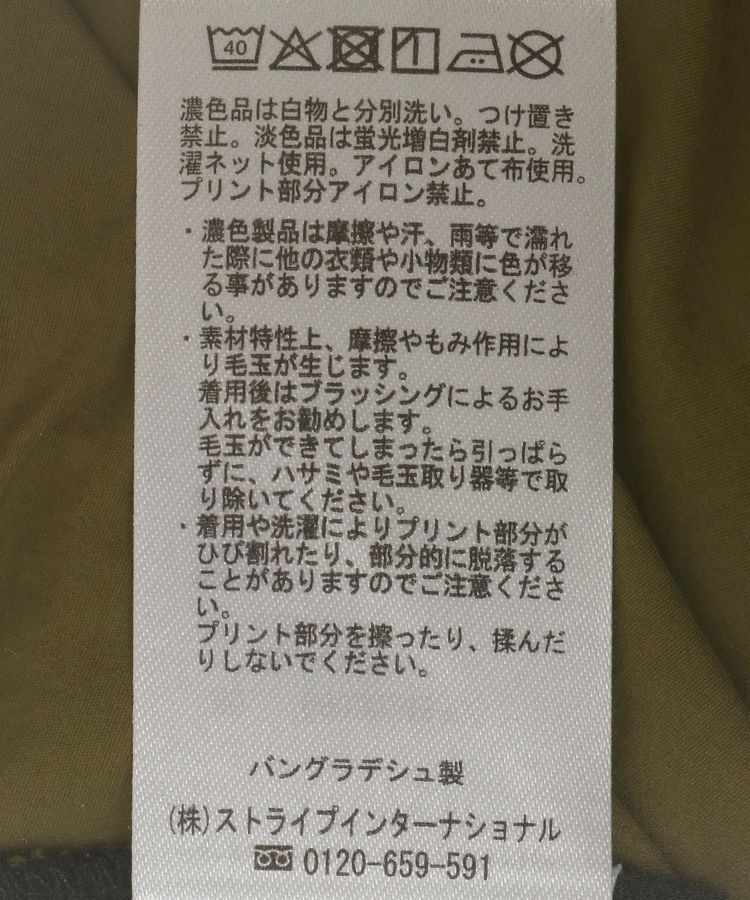 40
濃色品は白物と分別洗い。つけ置き
禁止。淡色品は蛍光増白剤禁止。洗
濯ネット使用。アイロンあて布使用。
プリント部分アイロン禁止。
・濃色製品は摩擦や汗、雨等で濡れ
た際に他の衣類や小物類に色が移
る事がありますのでご注意くださ
い。
・素材特性上、摩擦やもみ作用によ
り毛玉が生じます。
着用後はブラッシングによるお手
入れをお勧めします。
毛玉ができてしまったら引っぱら
ずに、ハサミや毛玉取り器等で取
り除いてください。
・着用や洗濯によりプリント部分が
ひび割れたり、部分的に脱落する
ことがありますのでご注意くださ
い。
プリント部分を擦ったり、揉んだ
りしないでください。
バングラデシュ製
(株)ストライプインターナショナル
0120-659-591